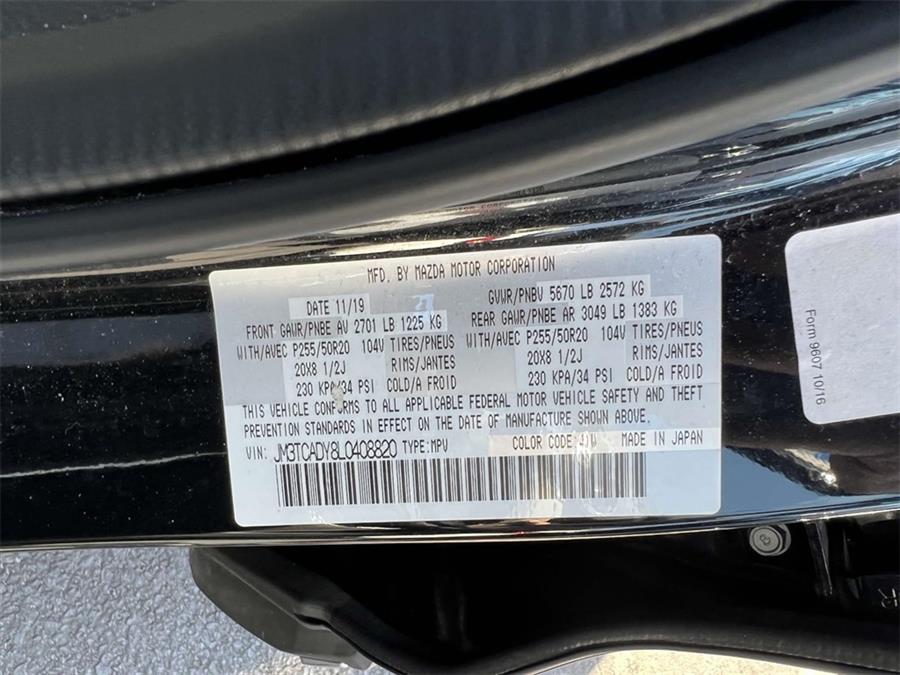 MFD. BY MAZDA MOTOR CORPORATION
DATE 11/19 GVWR/PNBV 5670 LB 2572 KG
FRONT GAWR/PNBE AV 2701 LB 1225 KG REAR GAWR/PNBE AR 3049 LB 1383 KG
WITH/AVEC P255/50R20 104V TIRES/PNEUS WITH/AVEC P255/50R20 104V TIRES/PNEUS
20X8 1/2J RIMS/JANTES 20X8 1/2J RIMS/JANTES
230 KPA/34 PSI COLD/A FROID 230 KPA/34 PSI COLD/A FROID
THIS VEHICLE CONFORMS TO ALL APPLICABLE FEDERAL MOTOR VEHICLE SAFETY AND THEFT
PREVENTION STANDARDS IN EFFECT ON THE DATE OF MANUFACTURE SHOWN ABOVE.
VIN: JM3TCADY8L0408820 TYPE:MPV COLOR CODE:41W MADE IN JAPAN
Form 9607 10/16